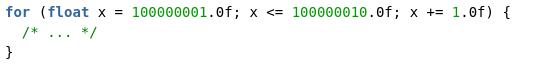 for (float x = 100000001.0f; x <= 100000010.0f; x += 1.0f) {
  /* ... */
}